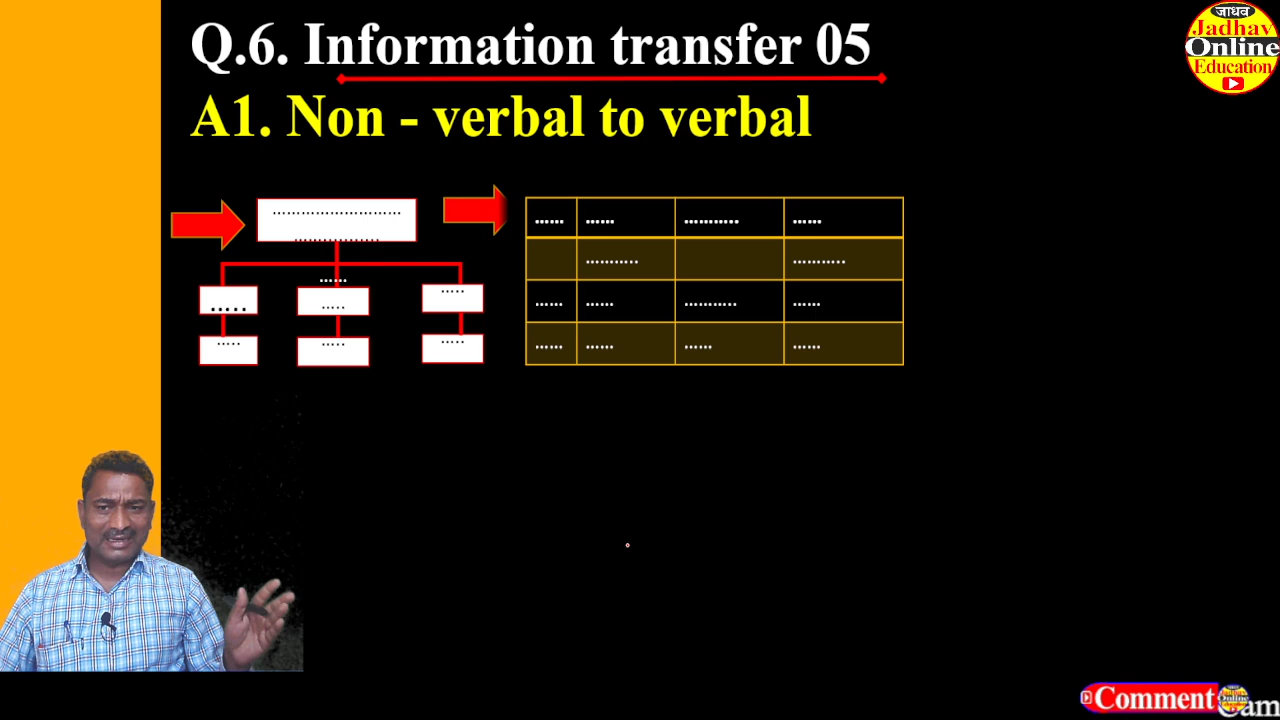 Q.6. Information transfer 05
A1. Non - verbal to verbal
जाधव
Jadhav
Online
Education
Comment